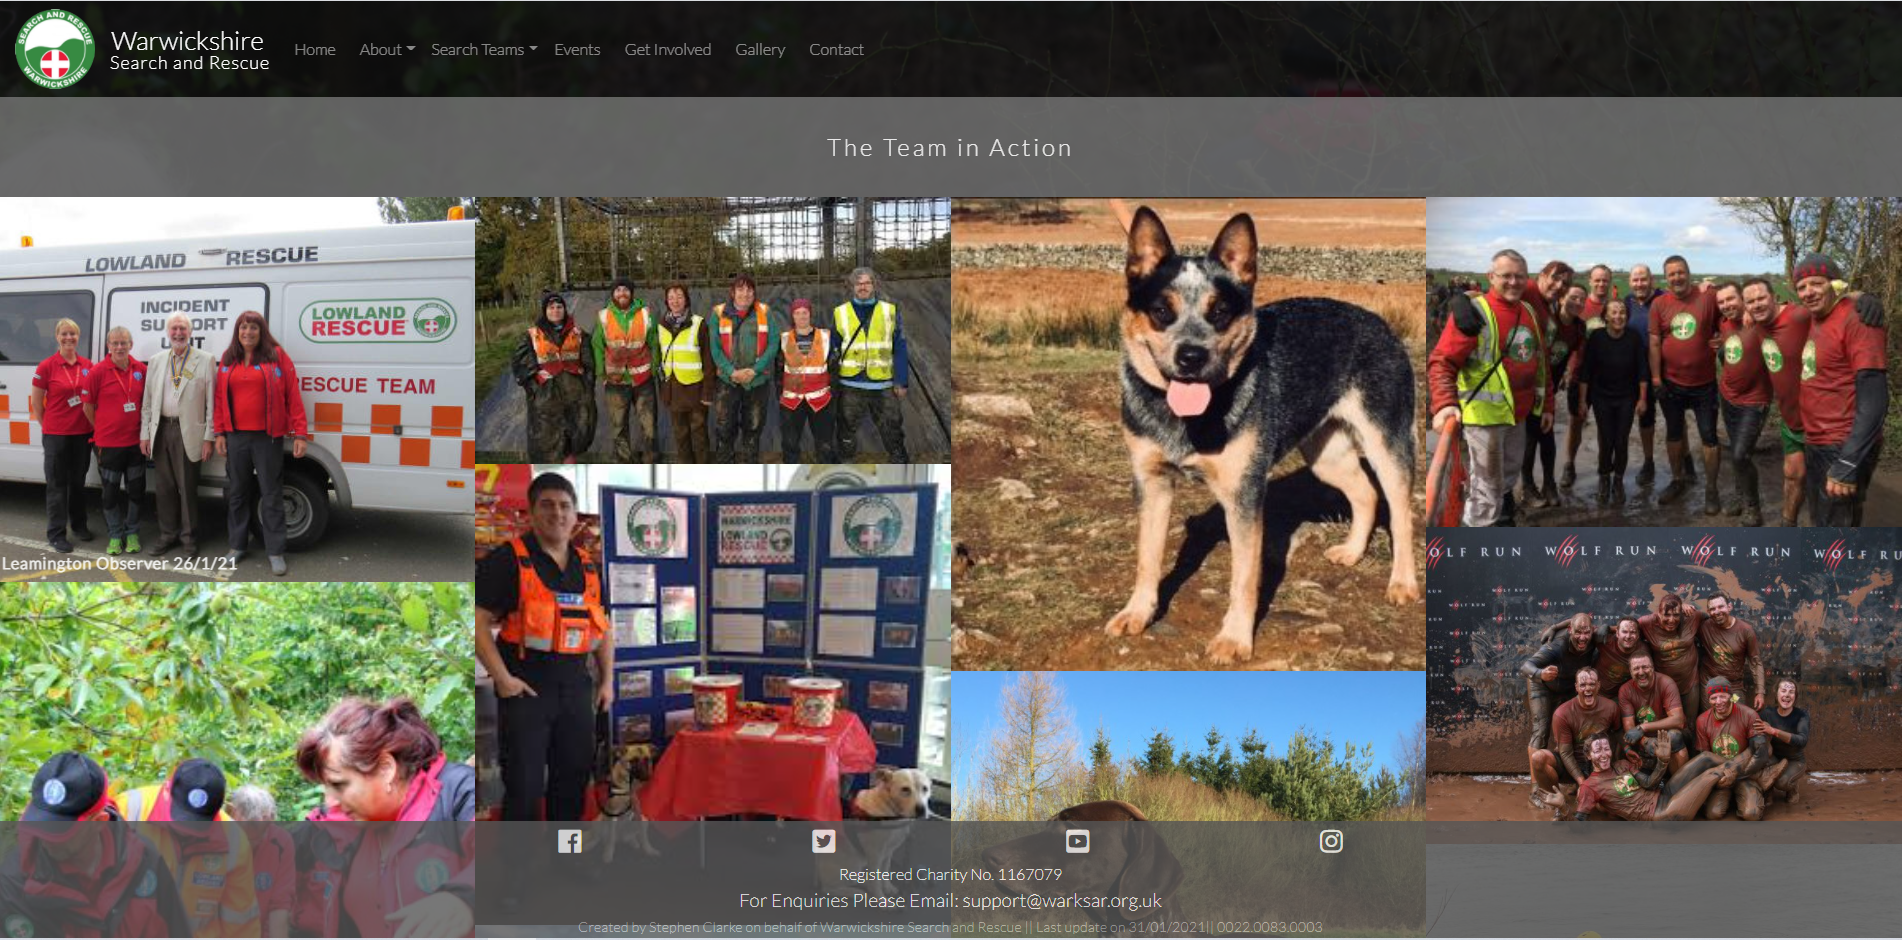 SEARCH AND RESCUE
WARWICKSHIRE
Warwickshire
Search and Rescue
Home
About
Search Teams
Events
Get Involved
Gallery
Contact
The Team in Action
LOWLAND RESCUE
INCIDENT
SUPPORT
UNIT
LOWLAND
RESCUE
RESCUE TEAM
Leamington Observer 26/1/21
WARWICKSHIRE
LOWLAND
RESCUE
OLF RUN
WOLF RUN
WOLF RUN
WOLF RU
Registered Charity No. 1167079
For Enquiries Please Email: support@warksar.org.uk
Created by Stephen Clarke on behalf of Warwickshire Search and Rescue || Last update on 31/01/2021|| 0022.0083.0003